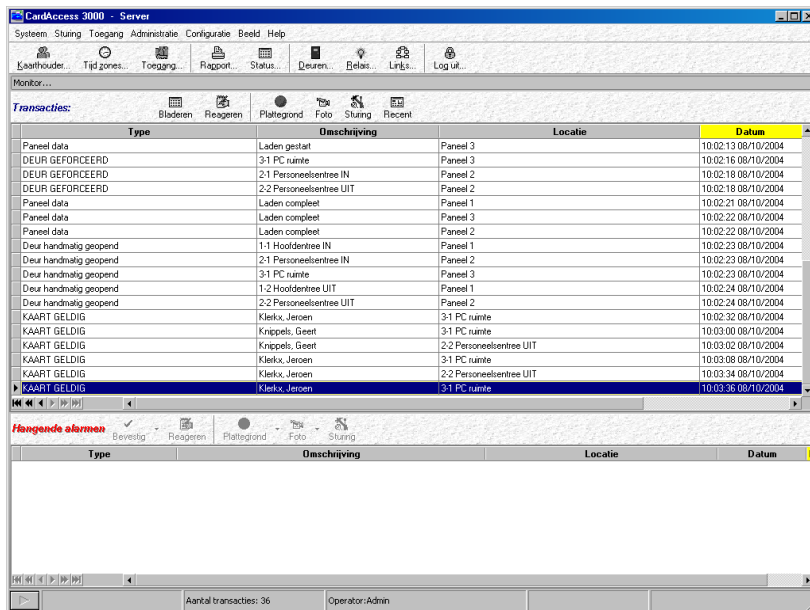 CardAccess 3000 - Server
Systeem Sturing Toegang Administratie Configuratie Beeld Help
Kaarthouder... Tijd zones... Toegang... Rapport... Status... Deuren... Relais... Links... Log uit...
Monitor...
Transacties: Bladeren Reageren Plattegrond Foto Sturing Recent
Type Omschrijving Locatie Datum
Paneel data Laden gestart Paneel 3 10:02:13 08/10/2004
DEUR GEFORCEERD 3-1 PC ruimte Paneel 3 10:02:16 08/10/2004
DEUR GEFORCEERD 2-1 Personeelsentree IN Paneel 2 10:02:18 08/10/2004
DEUR GEFORCEERD 2-2 Personeelsentree UIT Paneel 2 10:02:18 08/10/2004
Paneel data Laden compleet Paneel 1 10:02:21 08/10/2004
Paneel data Laden compleet Paneel 3 10:02:22 08/10/2004
Paneel data Laden compleet Paneel 2 10:02:22 08/10/2004
Deur handmatig geopend 1-1 Hoofdentree IN Paneel 1 10:02:23 08/10/2004
Deur handmatig geopend 2-1 Personeelsentree IN Paneel 2 10:02:23 08/10/2004
Deur handmatig geopend 3-1 PC ruimte Paneel 3 10:02:23 08/10/2004
Deur handmatig geopend 1-2 Hoofdentree UIT Paneel 1 10:02:24 08/10/2004
Deur handmatig geopend 2-2 Personeelsentree UIT Paneel 2 10:02:24 08/10/2004
KAART GELDIG Klerkx, Jeroen 3-1 PC ruimte 10:02:32 08/10/2004
KAART GELDIG Knippels, Geert 3-1 PC ruimte 10:03:00 08/10/2004
KAART GELDIG Knippels, Geert 2-2 Personeelsentree UIT 10:03:02 08/10/2004
KAART GELDIG Klerkx, Jeroen 3-1 PC ruimte 10:03:08 08/10/2004
KAART GELDIG Klerkx, Jeroen 2-2 Personeelsentree UIT 10:03:34 08/10/2004
KAART GELDIG Klerkx, Jeroen 3-1 PC ruimte 10:03:36 08/10/2004
Hangende alarmen Bevestig Reageren Plattegrond Foto Sturing
Type Omschrijving Locatie Datum
Aantal transacties: 36 Operator:Admin